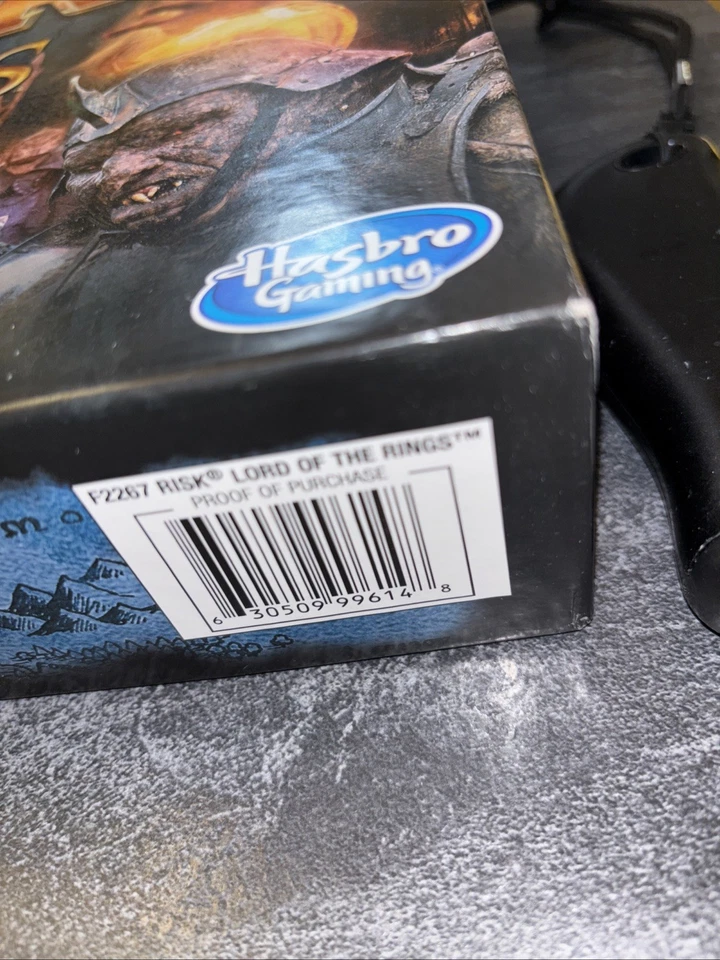 Hasbro
Gaming
F2267 RISK® LORD OF THE RINGS™
PROOF OF PURCHASE
6 30509 99614 8